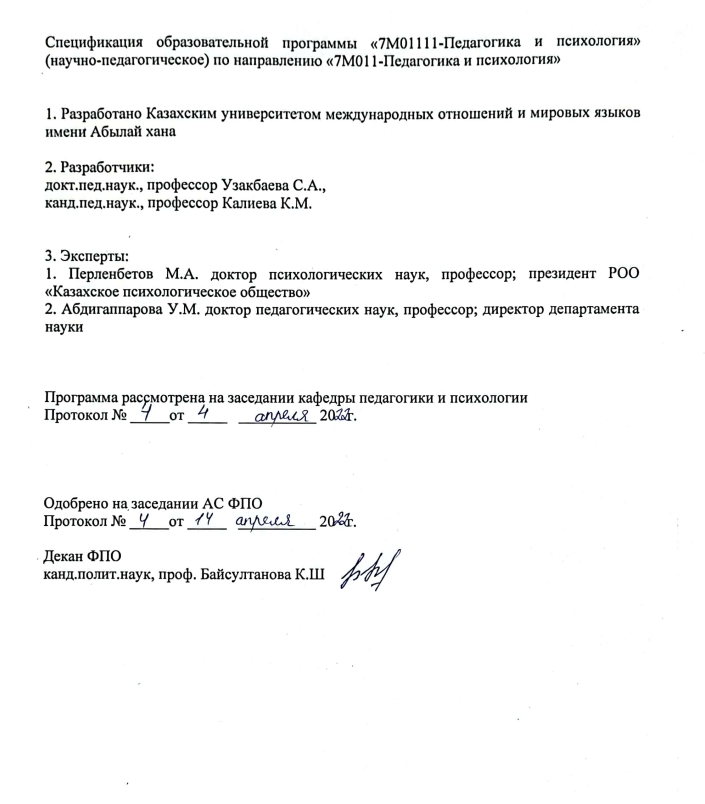 Спецификация образовательной программы «7М01111-Педагогика и психология»
(научно-педагогическое) по направлению «7М011-Педагогика и психология»
1. Разработано Казахским университетом международных отношений и мировых языков
имени Абылай хана
2. Разработчики:
докт.пед.наук., профессор Узакбаева С.А.,
канд.пед.наук., профессор Калиева К.М.
3. Эксперты:
1. Перленбетов М.А. доктор психологических наук, профессор; президент РОО
«Казахское психологическое общество»
2. Абдигаппарова У.М. доктор педагогических наук, профессор; директор департамента
науки
Программа рассмотрена на заседании кафедры педагогики и психологии
Протокол № от 4 апреля 2022г.
Одобрено на заседании АС ФПО
Протокол № 4 от 14 апреля 2022г.
Декан ФПО
канд.полит.наук, проф. Байсултанова К.Ш